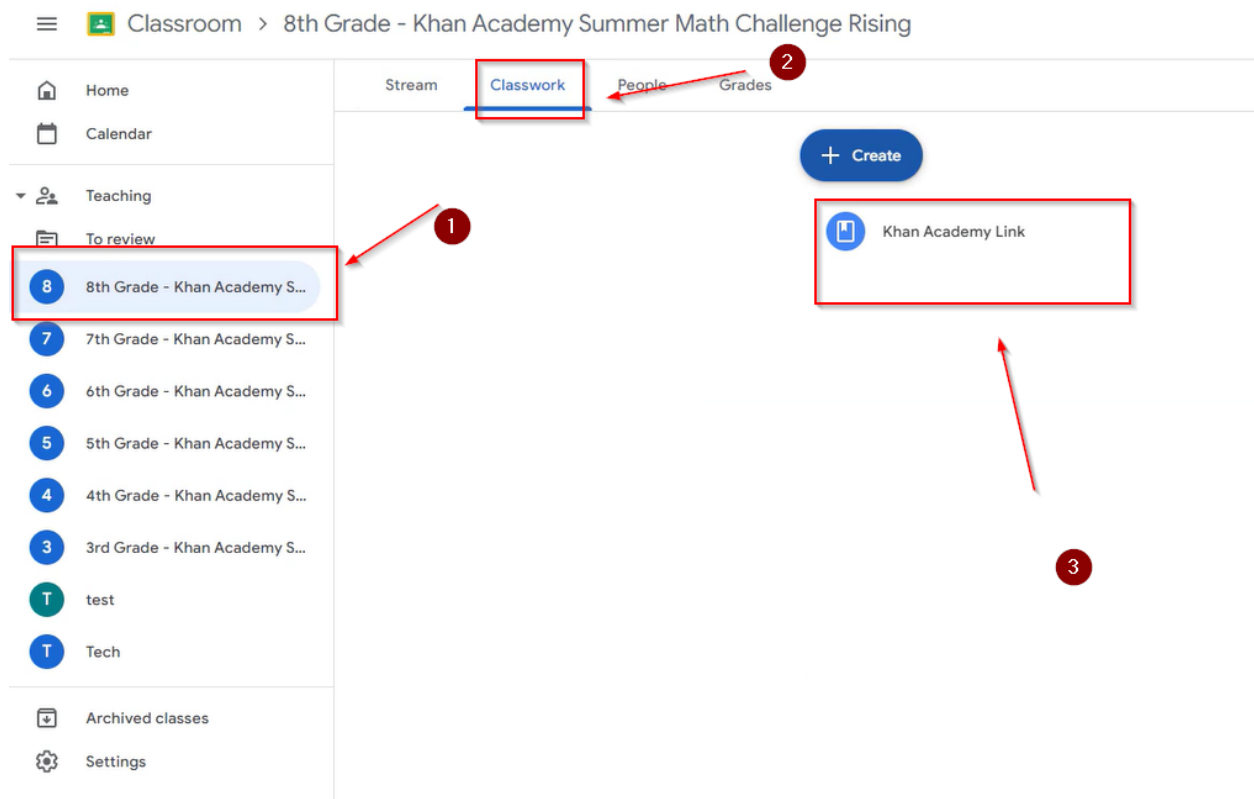 Classroom > 8th Grade - Khan Academy Summer Math Challenge Rising
Home
Calendar
Teaching
To review
8 8th Grade - Khan Academy S...
7 7th Grade - Khan Academy S...
6 6th Grade - Khan Academy S...
5 5th Grade - Khan Academy S...
4 4th Grade - Khan Academy S...
3 3rd Grade - Khan Academy S...
T test
T Tech
Archived classes
Settings
Stream Classwork People Grades
2
+ Create
1
Khan Academy Link
3